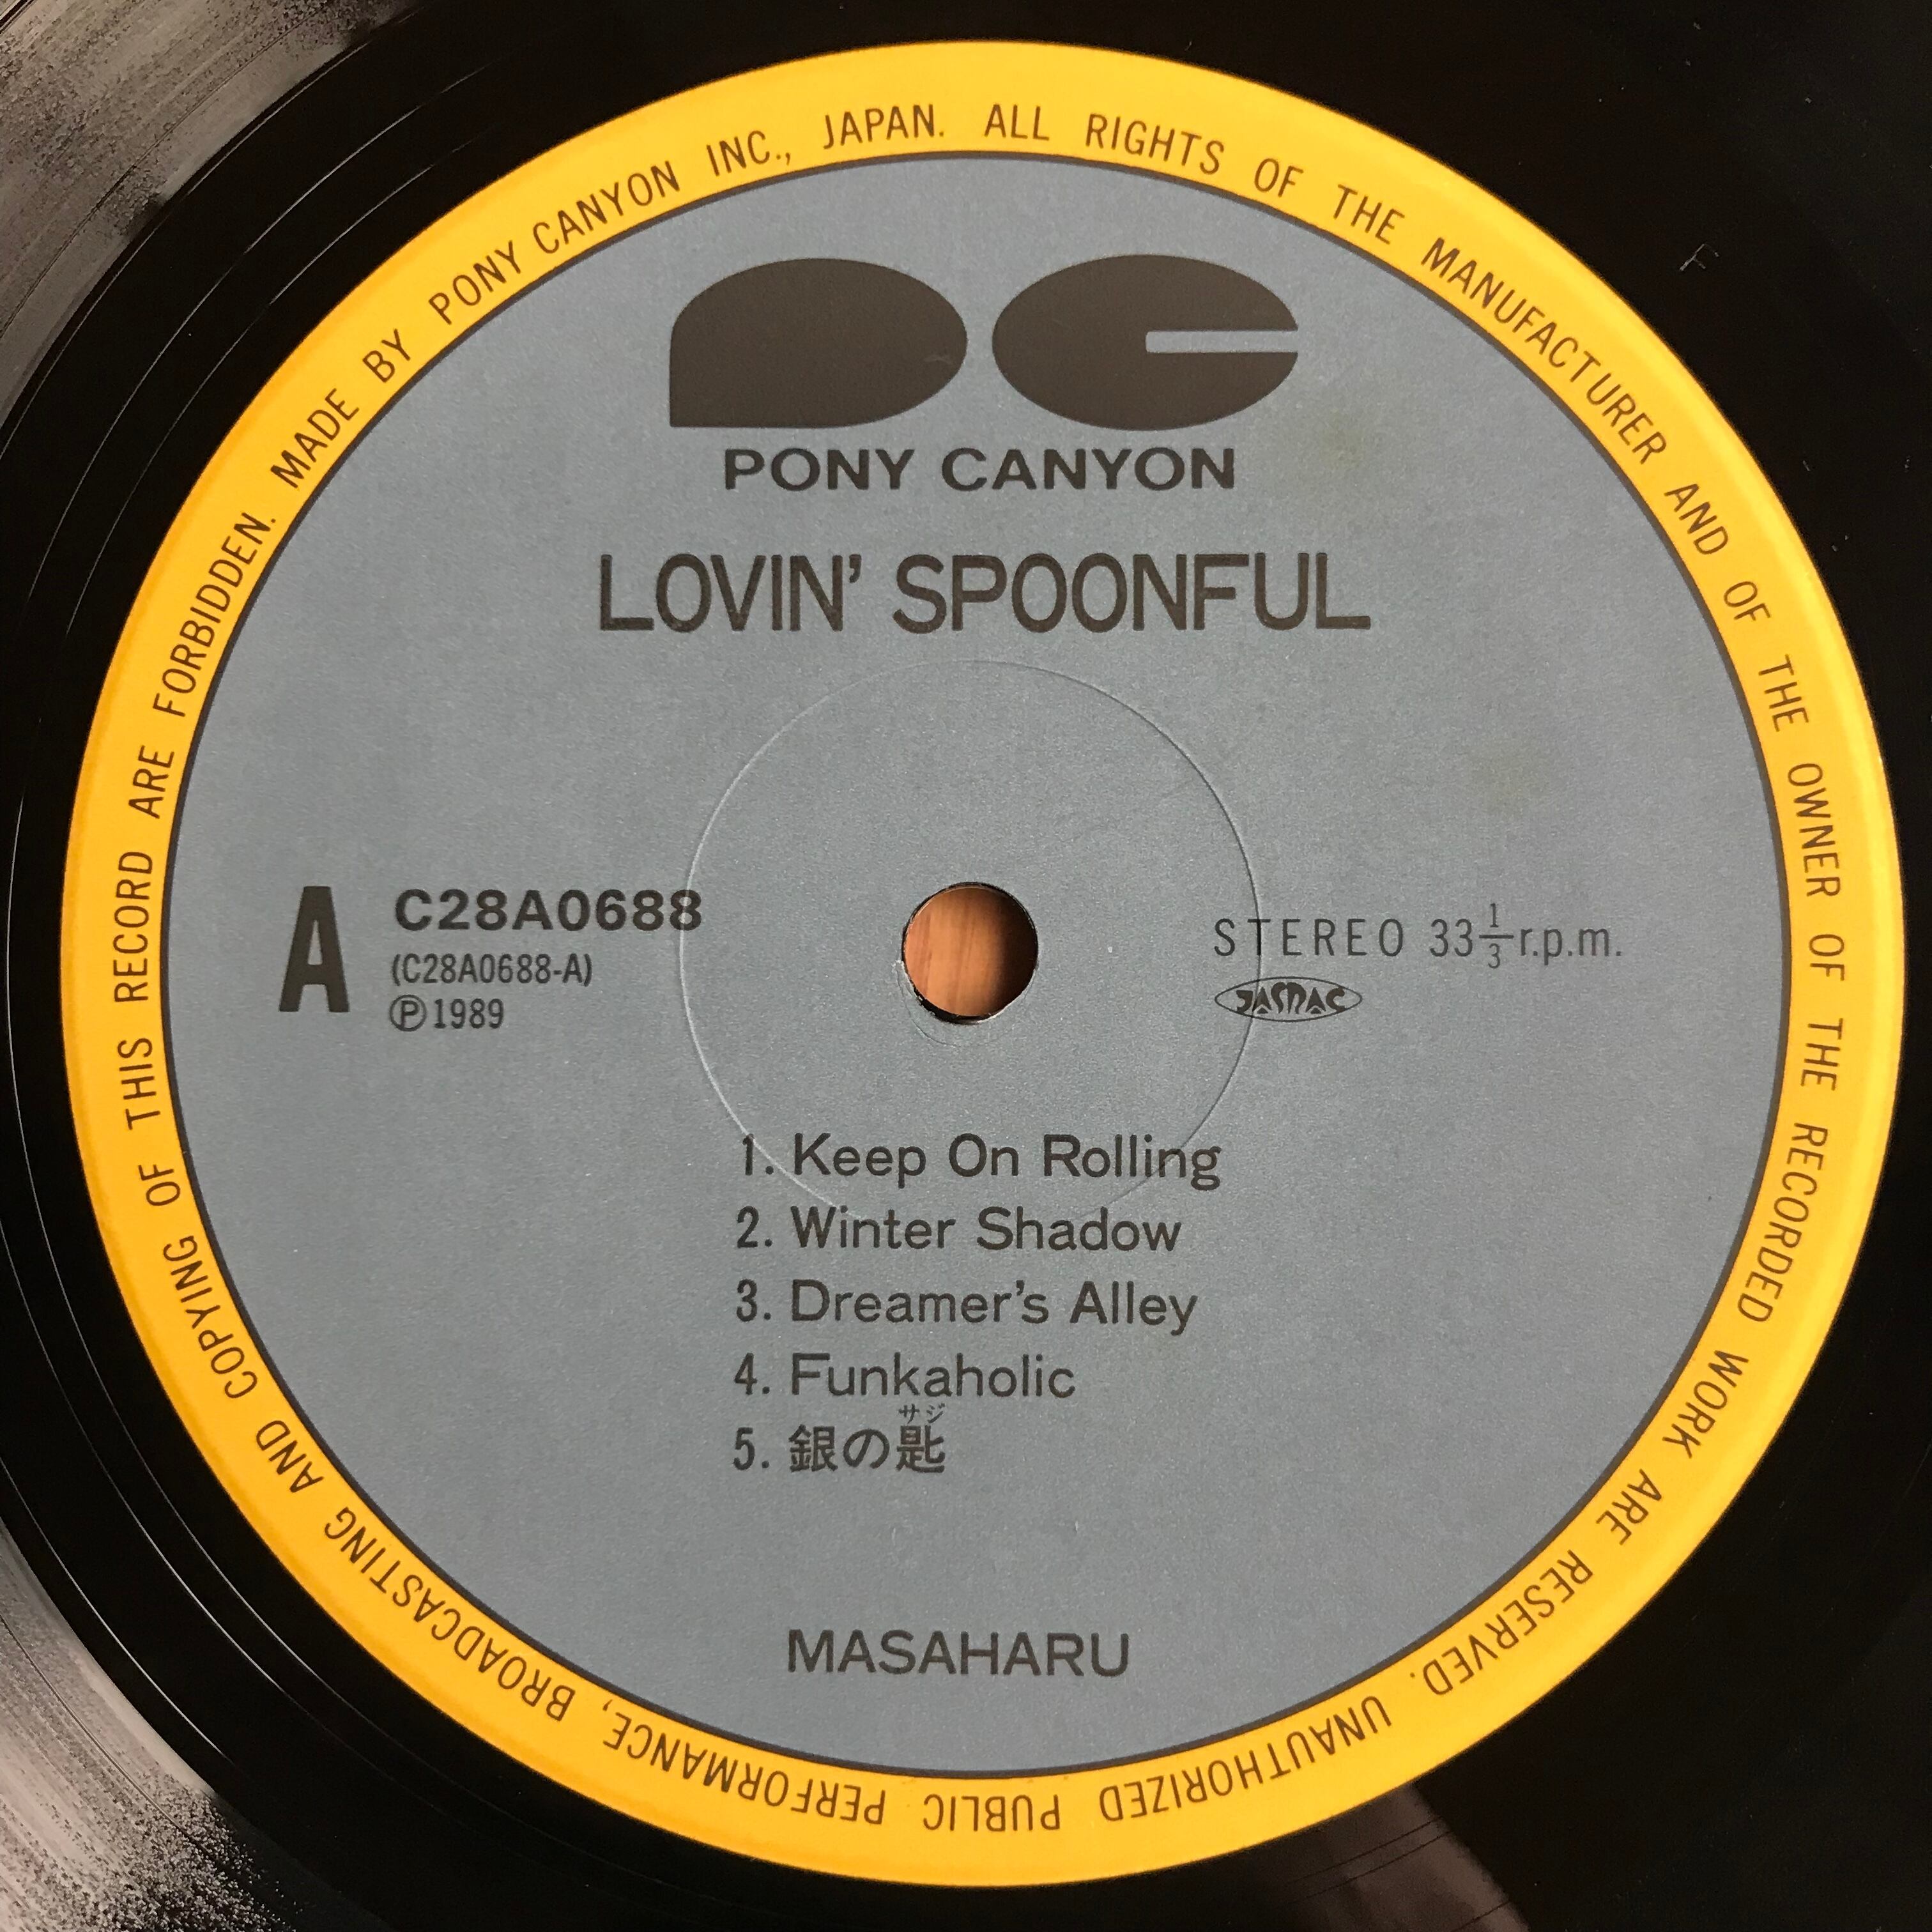 MADE BY PONY CANYON INC., JAPAN. ALL RIGHTS OF THE MANUFACTURER AND OF THE OWNER OF THE RECORDED WORK ARE RESERVED. UNAUTHORIZED PUBLIC PERFORMANCE, BROADCASTING AND COPYING OF THIS RECORD ARE FORBIDDEN.
PC
PONY CANYON
LOVIN' SPOONFUL
A
C28A0688
(C28A0688-A)
Ⓟ1989
STEREO 33⅓r.p.m.
JASRAC
1. Keep On Rolling
2. Winter Shadow
3. Dreamer's Alley
4. Funkaholic
サジ
5. 銀の匙
MASAHARU